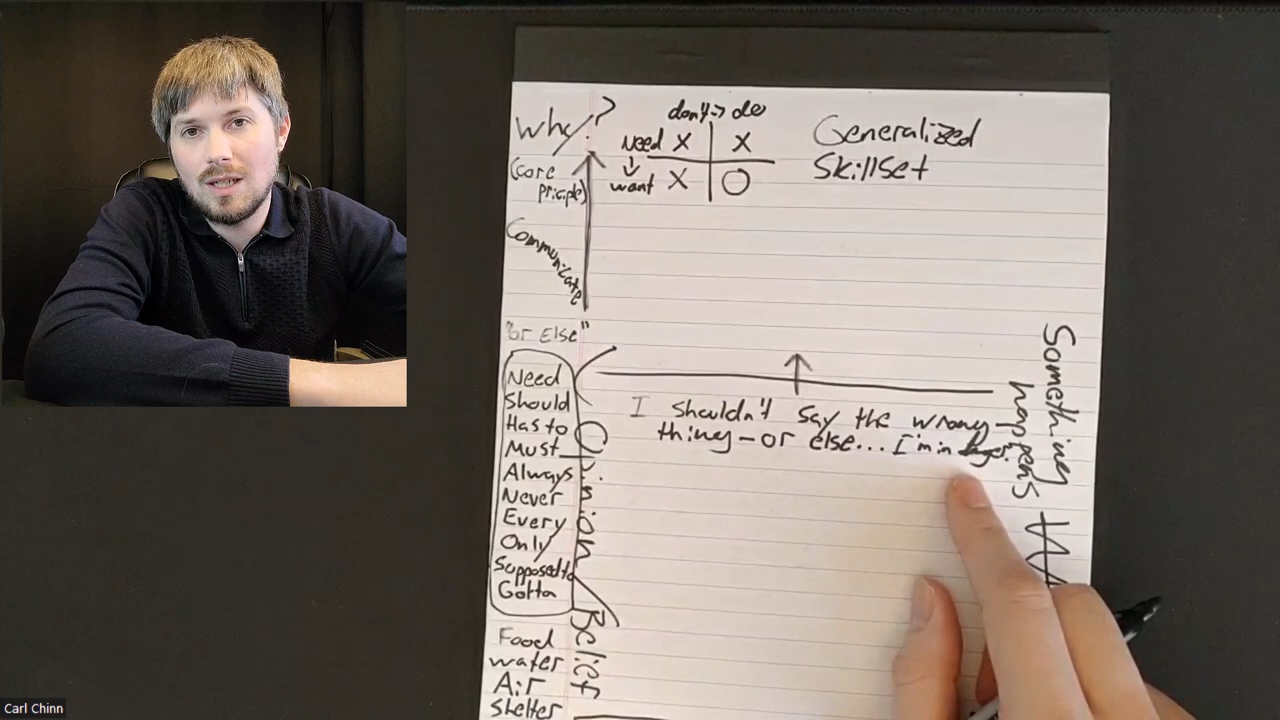 Why?
(core
priciple)
Communicate
don't -> do
Need X X
↓
want X O
Generalized
Skillset
"or Else"
Need
Should
Has to
Must
Always
Never
Every
Only
Supposed to
Gotta
Opinion
Belief
I shouldn't say the wrong
thing - or else... I'm in
Something
happens
Food
water
Air
Shelter
Carl Chinn